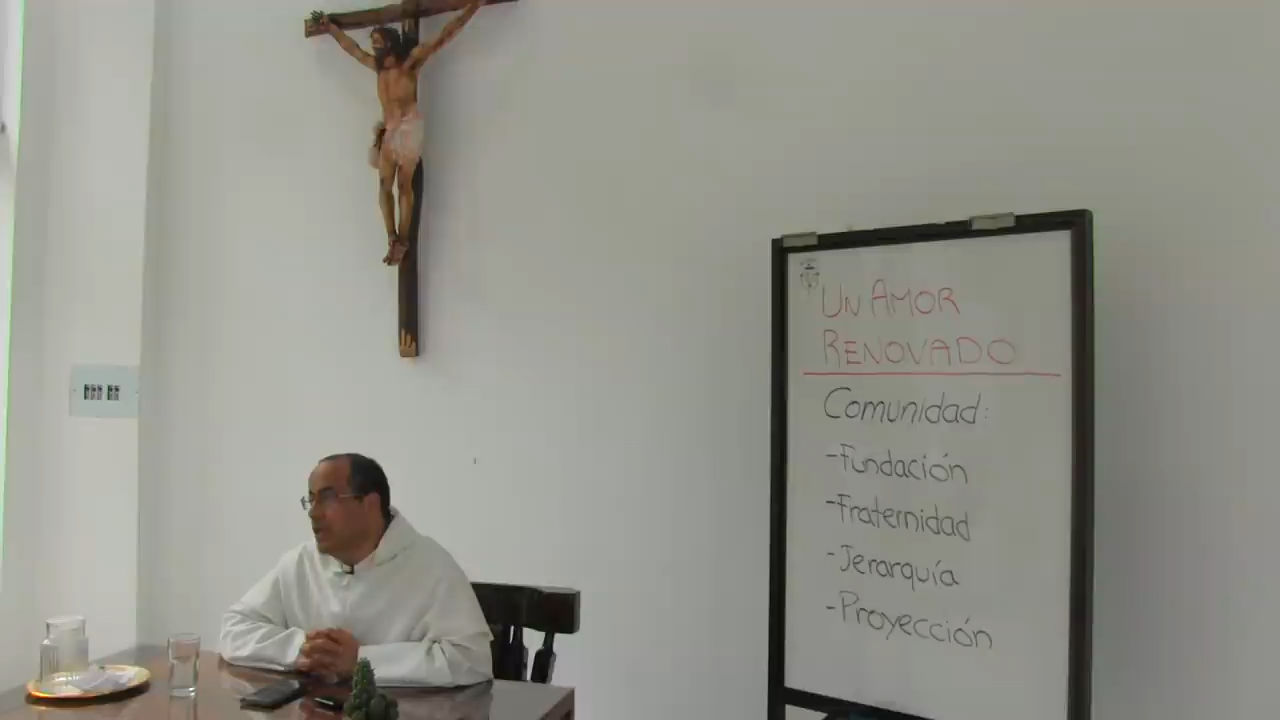 UN AMOR
RENOVADO
Comunidad:
-Fundación
-Fraternidad
-Jerarquía
-Proyección